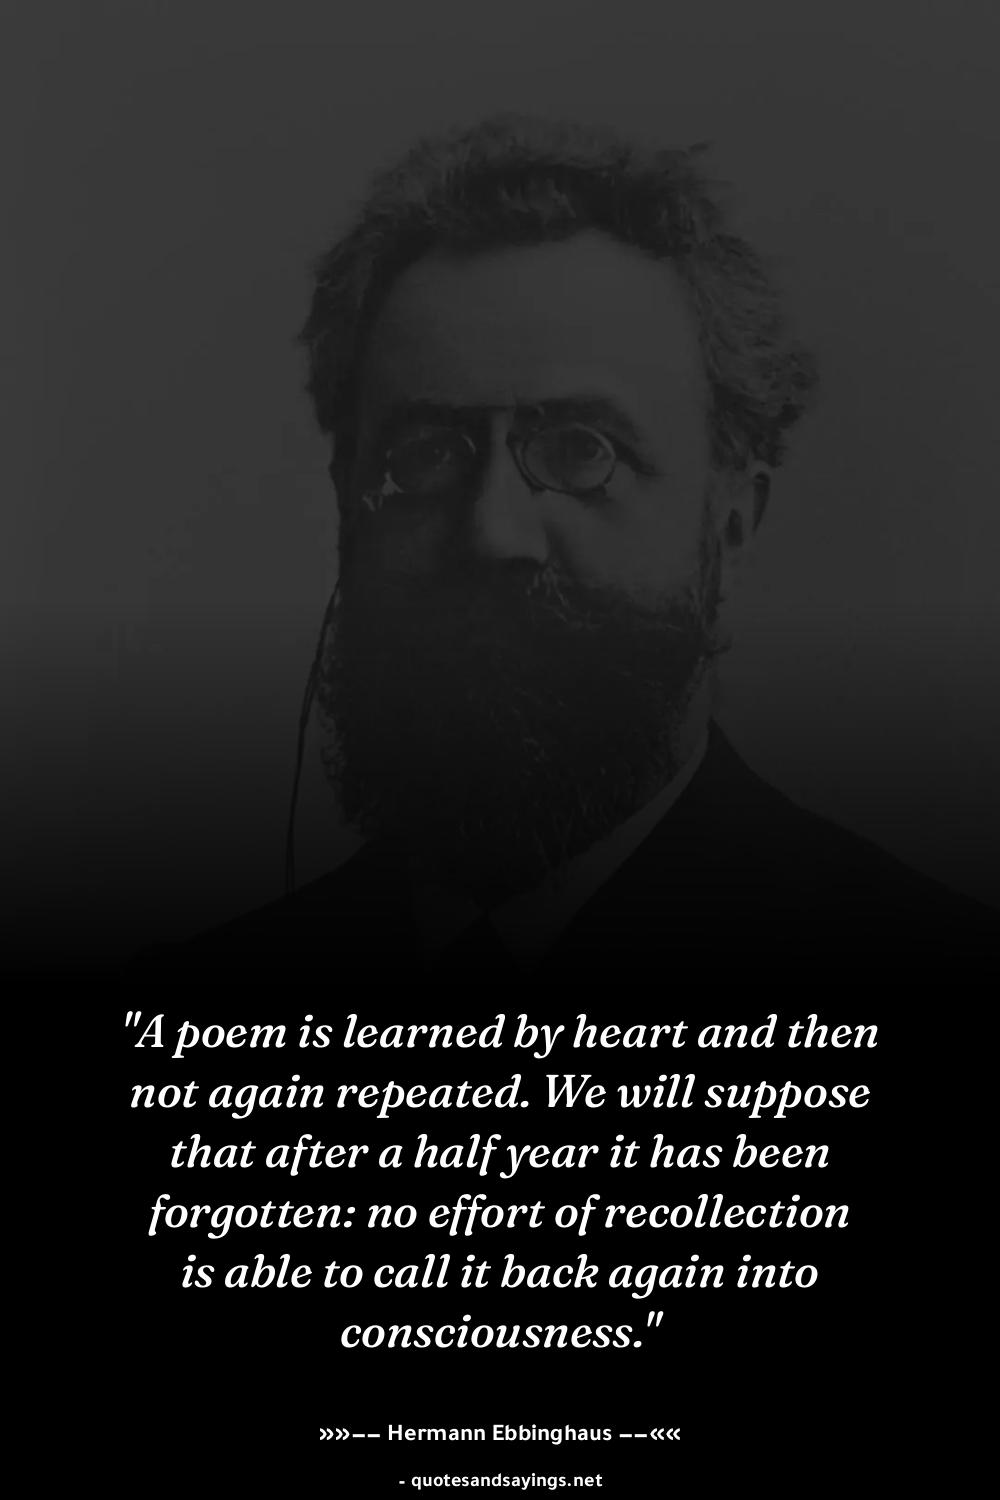 "A poem is learned by heart and then
not again repeated. We will suppose
that after a half year it has been
forgotten: no effort of recollection
is able to call it back again into
consciousness."
»»–– Hermann Ebbinghaus ––««
- quotesandsayings.net